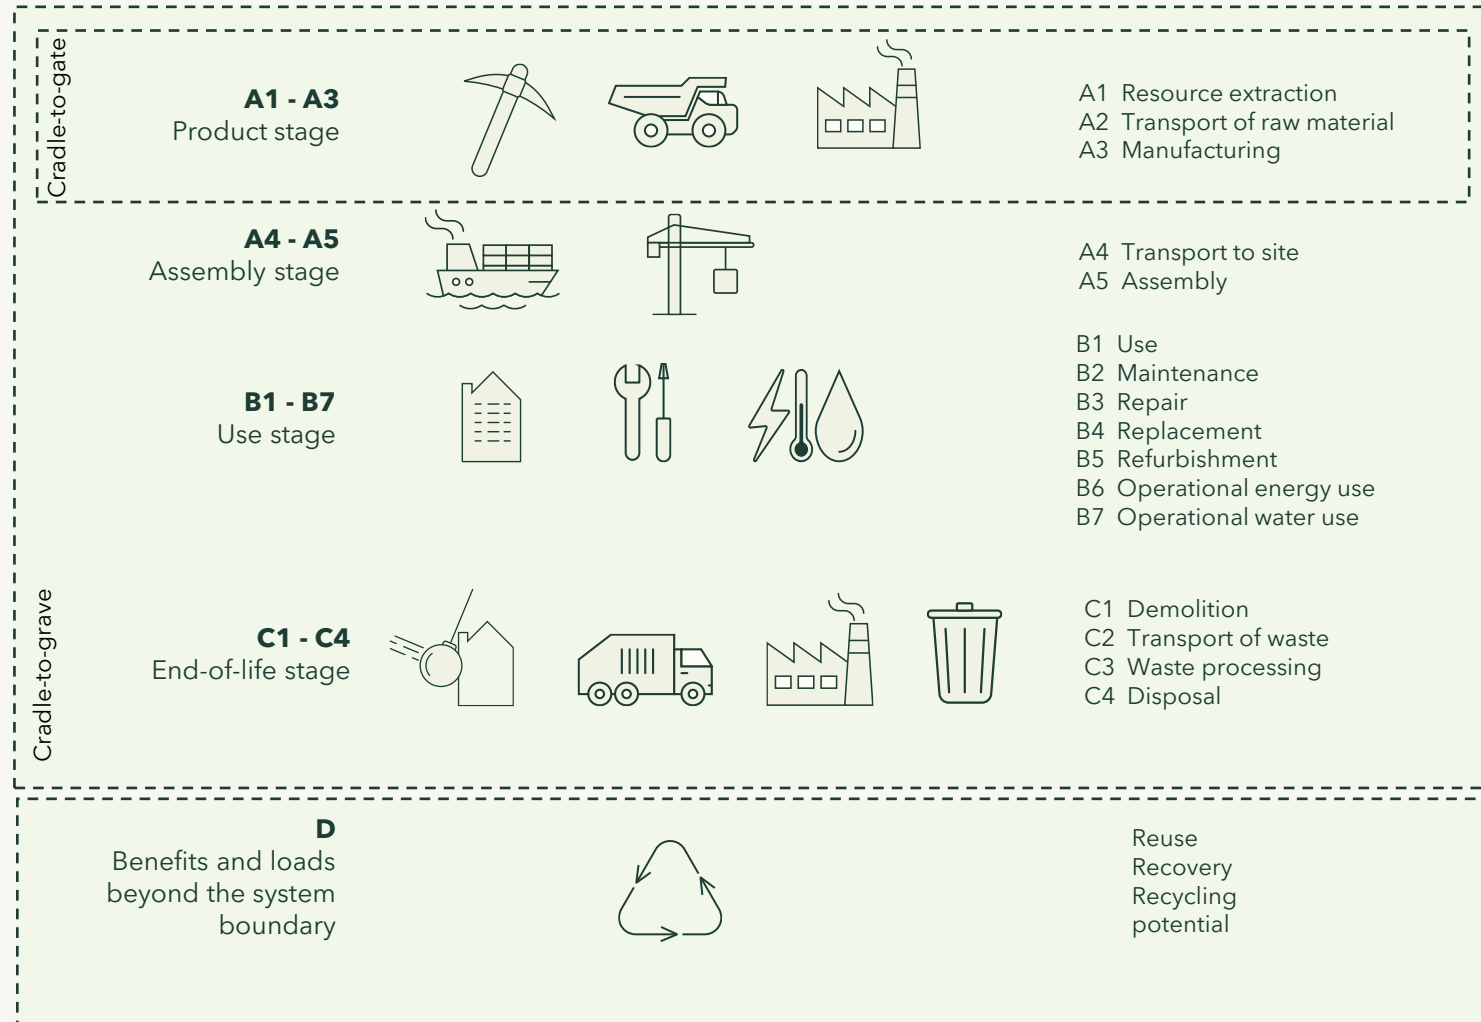 Cradle-to-gate
A1 - A3
Product stage
A1 Resource extraction
A2 Transport of raw material
A3 Manufacturing
A4 - A5
Assembly stage
A4 Transport to site
A5 Assembly
B1 - B7
Use stage
B1 Use
B2 Maintenance
B3 Repair
B4 Replacement
B5 Refurbishment
B6 Operational energy use
B7 Operational water use
Cradle-to-grave
C1 - C4
End-of-life stage
C1 Demolition
C2 Transport of waste
C3 Waste processing
C4 Disposal
D
Benefits and loads
beyond the system
boundary
Reuse
Recovery
Recycling
potential